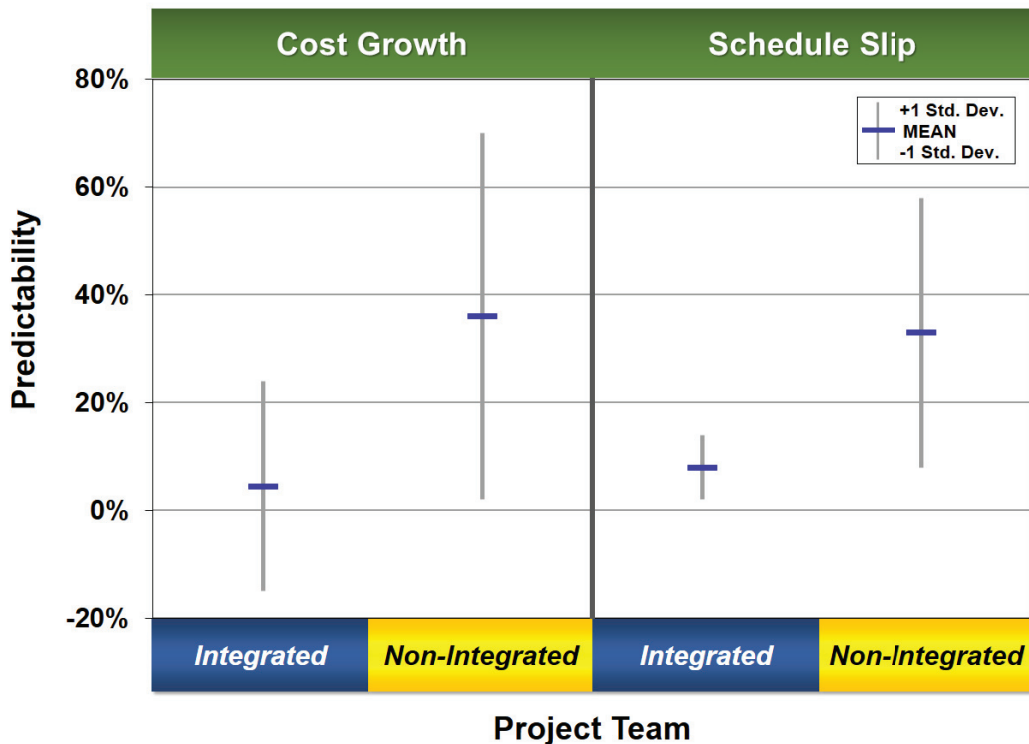 Cost Growth
Schedule Slip
80%
60%
40%
20%
0%
-20%
Predictability
+1 Std. Dev.
MEAN
-1 Std. Dev.
Integrated
Non-Integrated
Integrated
Non-Integrated
Project Team